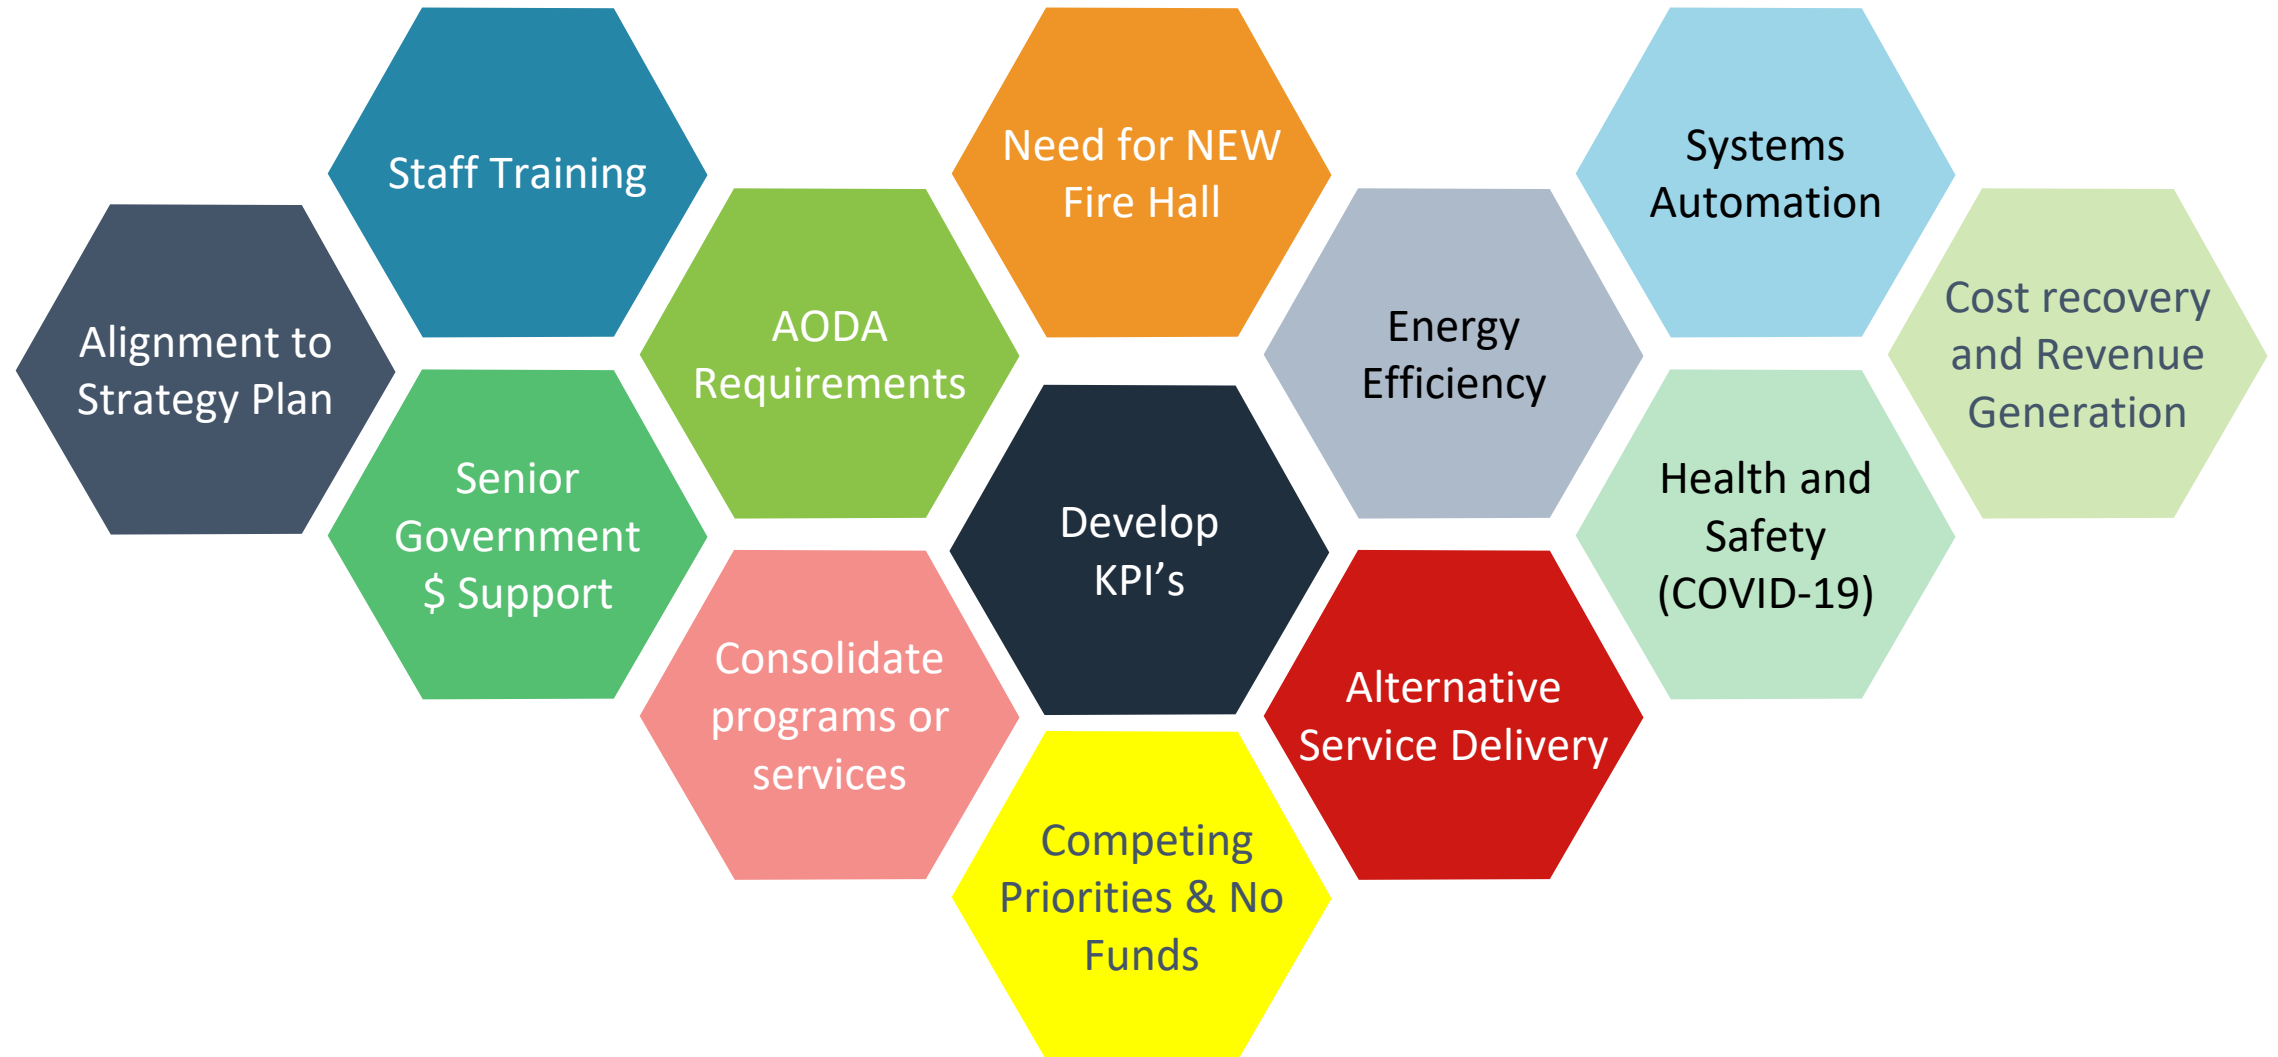 Staff Training
Need for NEW
Fire Hall
Systems
Automation
Alignment to
Strategy Plan
AODA
Requirements
Energy
Efficiency
Cost recovery
and Revenue
Generation
Senior
Government
$ Support
Develop
KPI’s
Health and
Safety
(COVID-19)
Consolidate
programs or
services
Alternative
Service Delivery
Competing
Priorities & No
Funds